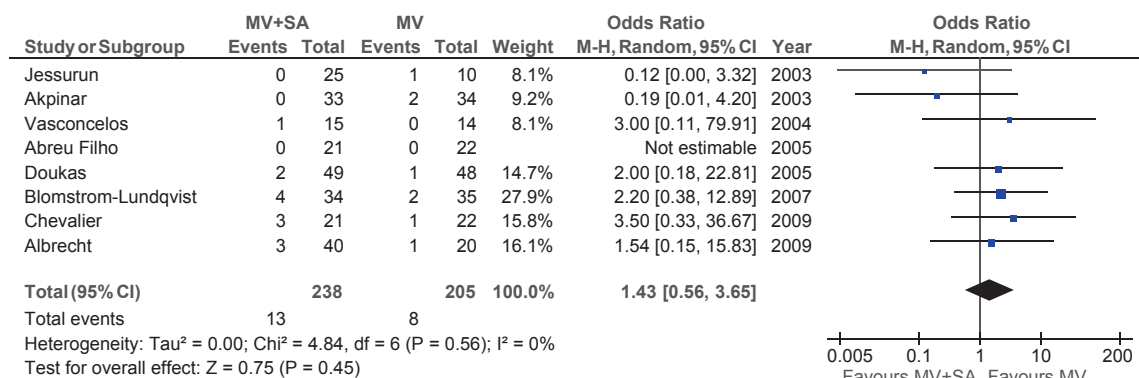 MV+SA MV Odds Ratio Odds Ratio
Study or Subgroup Events Total Events Total Weight M-H, Random, 95% CI Year M-H, Random, 95% CI
Jessurun 0 25 1 10 8.1% 0.12 [0.00, 3.32] 2003
Akpinar 0 33 2 34 9.2% 0.19 [0.01, 4.20] 2003
Vasconcelos 1 15 0 14 8.1% 3.00 [0.11, 79.91] 2004
Abreu Filho 0 21 0 22 Not estimable 2005
Doukas 2 49 1 48 14.7% 2.00 [0.18, 22.81] 2005
Blomstrom-Lundqvist 4 34 2 35 27.9% 2.20 [0.38, 12.89] 2007
Chevalier 3 21 1 22 15.8% 3.50 [0.33, 36.67] 2009
Albrecht 3 40 1 20 16.1% 1.54 [0.15, 15.83] 2009
Total (95% CI) 238 205 100.0% 1.43 [0.56, 3.65]
Total events 13 8
Heterogeneity: Tau² = 0.00; Chi² = 4.84, df = 6 (P = 0.56); I² = 0%
Test for overall effect: Z = 0.75 (P = 0.45)
0.005 0.1 1 10 200
Favours MV+SA Favours MV